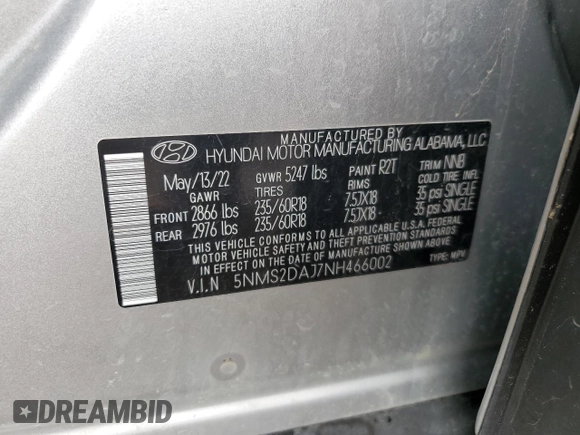 MANUFACTURED BY
HYUNDAI MOTOR MANUFACTURING ALABAMA, LLC
May/13/22 GVWR 5247 lbs PAINT R2T TRIM NNB
GAWR TIRES RIMS COLD TIRE INFL
FRONT 2866 lbs 235/60R18 7.5JX18 35 psi SINGLE
REAR 2976 lbs 235/60R18 7.5JX18 35 psi SINGLE
THIS VEHICLE CONFORMS TO ALL APPLICABLE U.S.A. FEDERAL
MOTOR VEHICLE SAFETY AND THEFT PREVENTION STANDARDS
IN EFFECT ON THE DATE OF MANUFACTURE SHOWN ABOVE.
V.I.N 5NMS2DAJ7NH466002 TYPE: MPV
DREAMBID